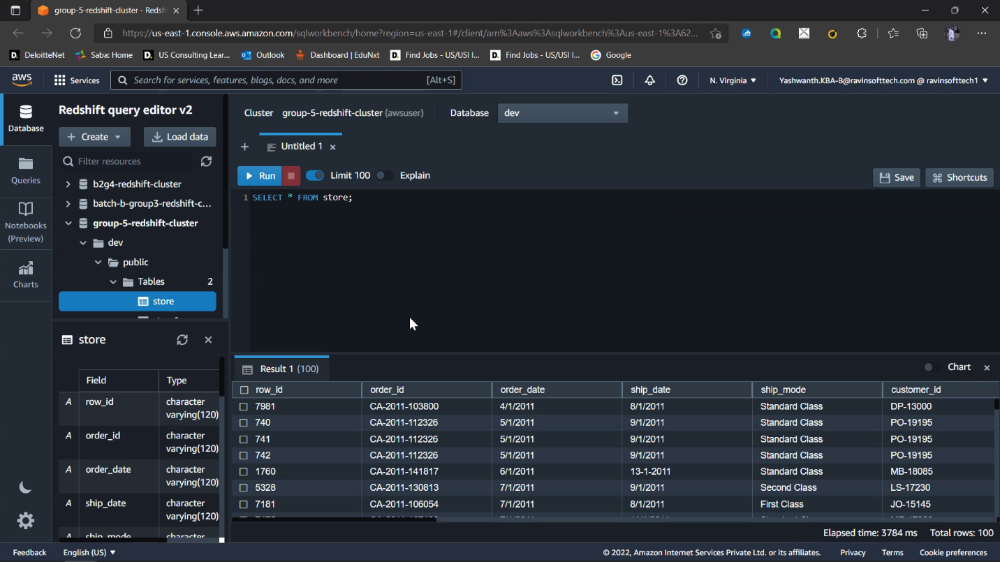 group-5-redshift-cluster - Redsh
https://us-east-1.console.aws.amazon.com/sqlworkbench/home?region=us-east-1#/client/arn%3Aaws%3Asqlworkbench%3Aus-east-1%3A62...
D. DeloitteNet Saba: Home D. US Consulting Lear... Outlook Dashboard | EduNxt D. Find Jobs - US/USI I... D. Find Jobs - US/USI I... Google
aws Services Search for services, features, blogs, docs, and more [Alt+S] N. Virginia Yashwanth.KBA-B@ravinsofttech.com @ ravinsofttech1
Database
Queries
Notebooks
(Preview)
Charts
Redshift query editor v2
Create Load data
Filter resources
b2g4-redshift-cluster
batch-b-group3-redshift-c...
group-5-redshift-cluster
dev
public
Tables 2
store
store
Field Type
A row_id character
varying(120)
A order_id character
varying(120)
A order_date character
varying(120)
A ship_date character
varying(120)
Cluster group-5-redshift-cluster (awsuser) Database dev
Untitled 1
Run Limit 100 Explain Save Shortcuts
1 SELECT * FROM store;
Result 1 (100) Chart
row_id order_id order_date ship_date ship_mode customer_id
7981 CA-2011-103800 4/1/2011 8/1/2011 Standard Class DP-13000
740 CA-2011-112326 5/1/2011 9/1/2011 Standard Class PO-19195
741 CA-2011-112326 5/1/2011 9/1/2011 Standard Class PO-19195
742 CA-2011-112326 5/1/2011 9/1/2011 Standard Class PO-19195
1760 CA-2011-141817 6/1/2011 13-1-2011 Standard Class MB-18085
5328 CA-2011-130813 7/1/2011 9/1/2011 Second Class LS-17230
7181 CA-2011-106054 7/1/2011 8/1/2011 First Class JO-15145
Elapsed time: 3784 ms Total rows: 100
Feedback English (US) © 2022, Amazon Internet Services Private Ltd. or its affiliates. Privacy Terms Cookie preferences